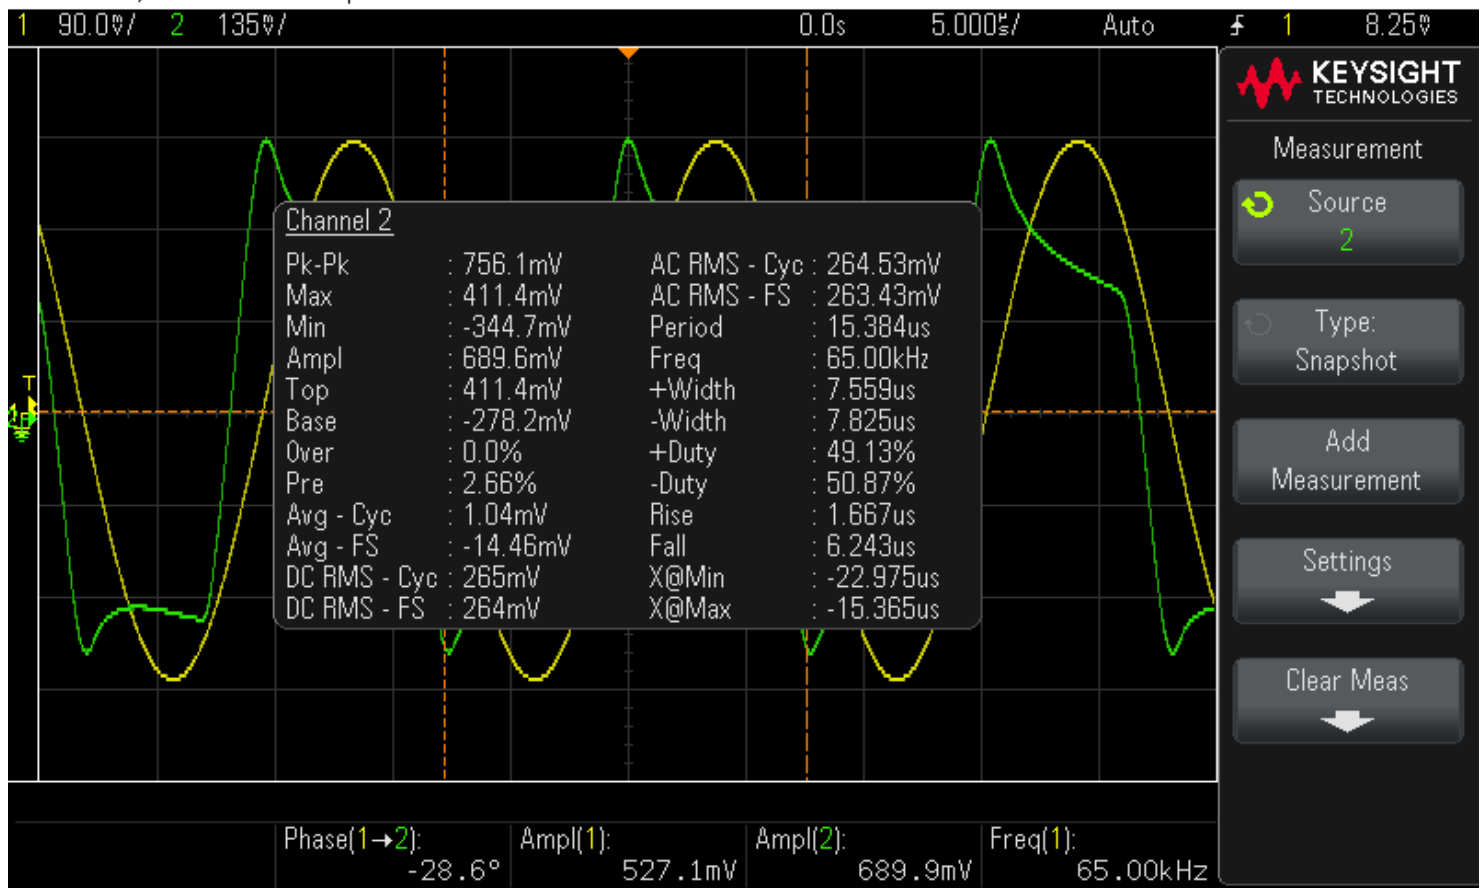 1 90.0mV/ 2 135mV/ 0.0s 5.000us/ Auto 1 8.25mV
KEYSIGHT
TECHNOLOGIES
Measurement
Source
2
Type:
Snapshot
Add
Measurement
Settings
Clear Meas
T
Channel 2
Pk-Pk : 756.1mV AC RMS - Cyc : 264.53mV
Max : 411.4mV AC RMS - FS : 263.43mV
Min : -344.7mV Period : 15.384us
Ampl : 689.6mV Freq : 65.00kHz
Top : 411.4mV +Width : 7.559us
Base : -278.2mV -Width : 7.825us
Over : 0.0% +Duty : 49.13%
Pre : 2.66% -Duty : 50.87%
Avg - Cyc : 1.04mV Rise : 1.667us
Avg - FS : -14.46mV Fall : 6.243us
DC RMS - Cyc : 265mV X@Min : -22.975us
DC RMS - FS : 264mV X@Max : -15.365us
Phase(1→2): Ampl(1): Ampl(2): Freq(1):
-28.6° 527.1mV 689.9mV 65.00kHz